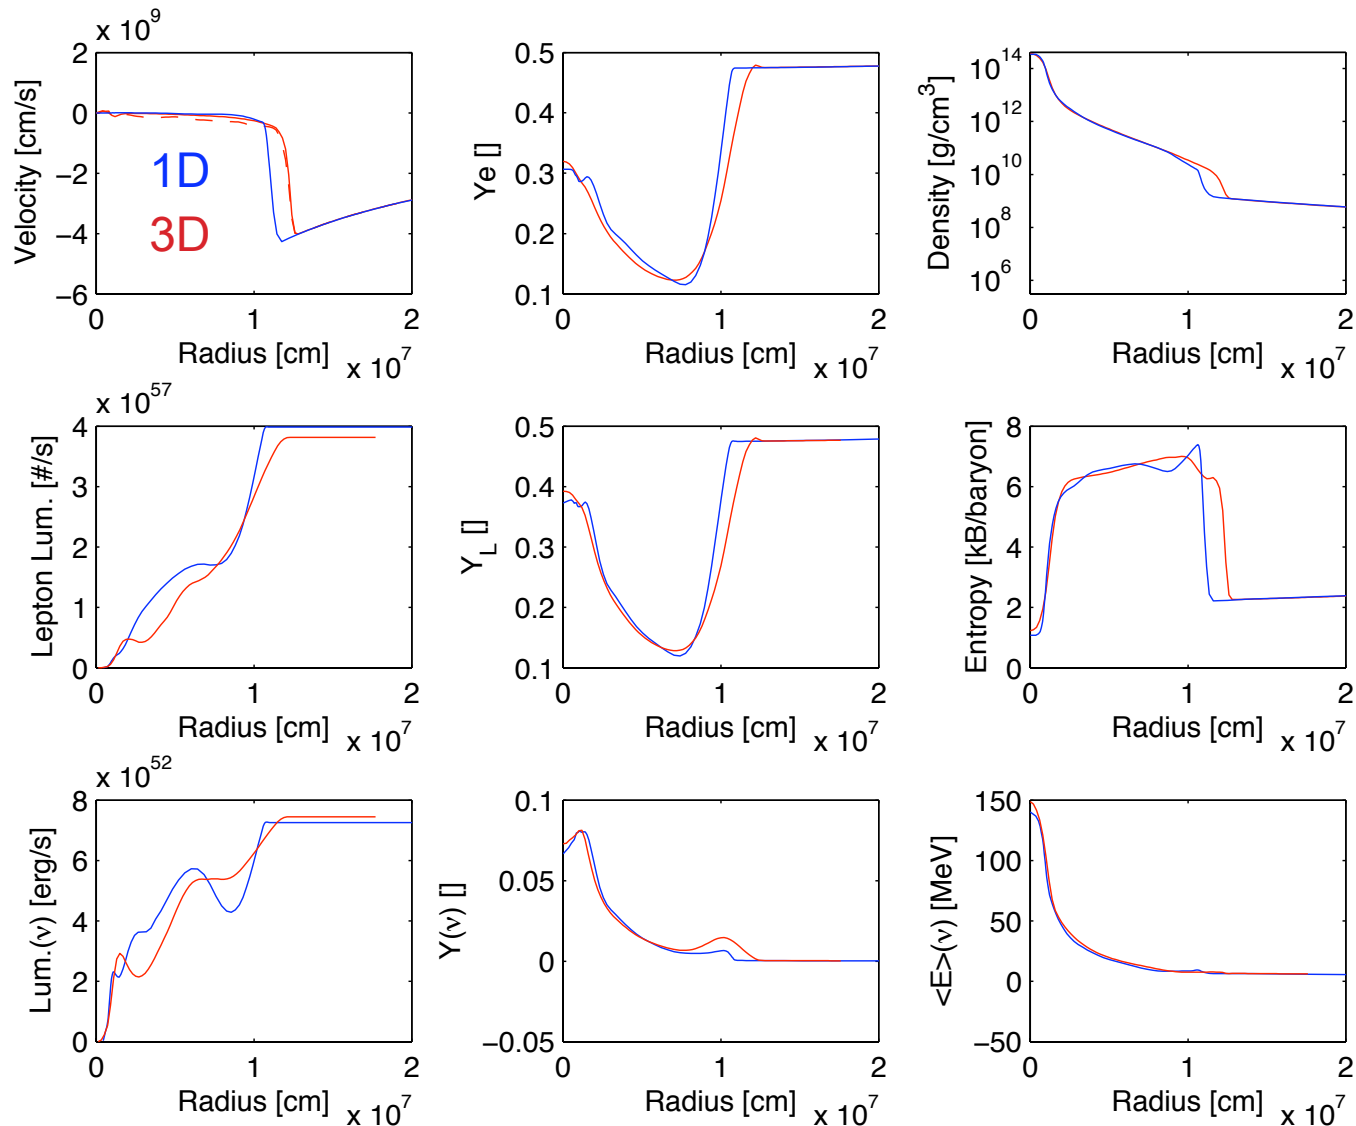 x 10^9
2
0
−2
−4
−6
Velocity [cm/s]
1D
3D
0 1 2
Radius [cm]
x 10^7
0.5
0.4
0.3
0.2
0.1
Ye []
0 1 2
Radius [cm]
x 10^7
10^14
10^12
10^10
10^8
10^6
Density [g/cm^3]
0 1 2
Radius [cm]
x 10^7
x 10^57
4
3
2
1
0
Lepton Lum. [#/s]
0 1 2
Radius [cm]
x 10^7
0.5
0.4
0.3
0.2
0.1
Y_L []
0 1 2
Radius [cm]
x 10^7
8
6
4
2
0
Entropy [kB/baryon]
0 1 2
Radius [cm]
x 10^7
x 10^52
8
6
4
2
0
Lum.(ν) [erg/s]
0 1 2
Radius [cm]
x 10^7
0.1
0.05
0
−0.05
Y(ν) []
0 1 2
Radius [cm]
x 10^7
150
100
50
0
−50
<E>(ν) [MeV]
0 1 2
Radius [cm]
x 10^7